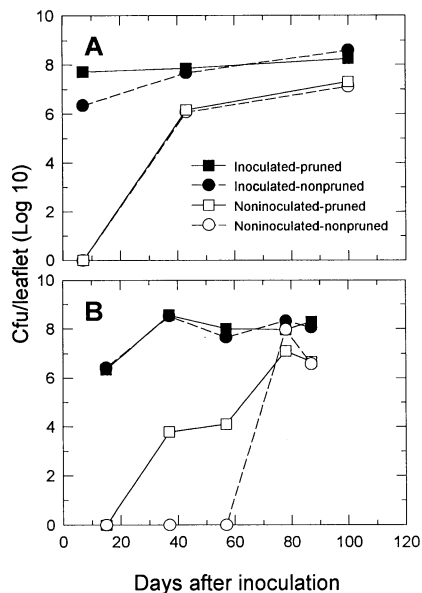 A
10
8
6
4
2
0
Inoculated-pruned
Inoculated-nonpruned
Noninoculated-pruned
Noninoculated-nonpruned
Cfu/leaflet (Log 10)
B
10
8
6
4
2
0
0 20 40 60 80 100 120
Days after inoculation